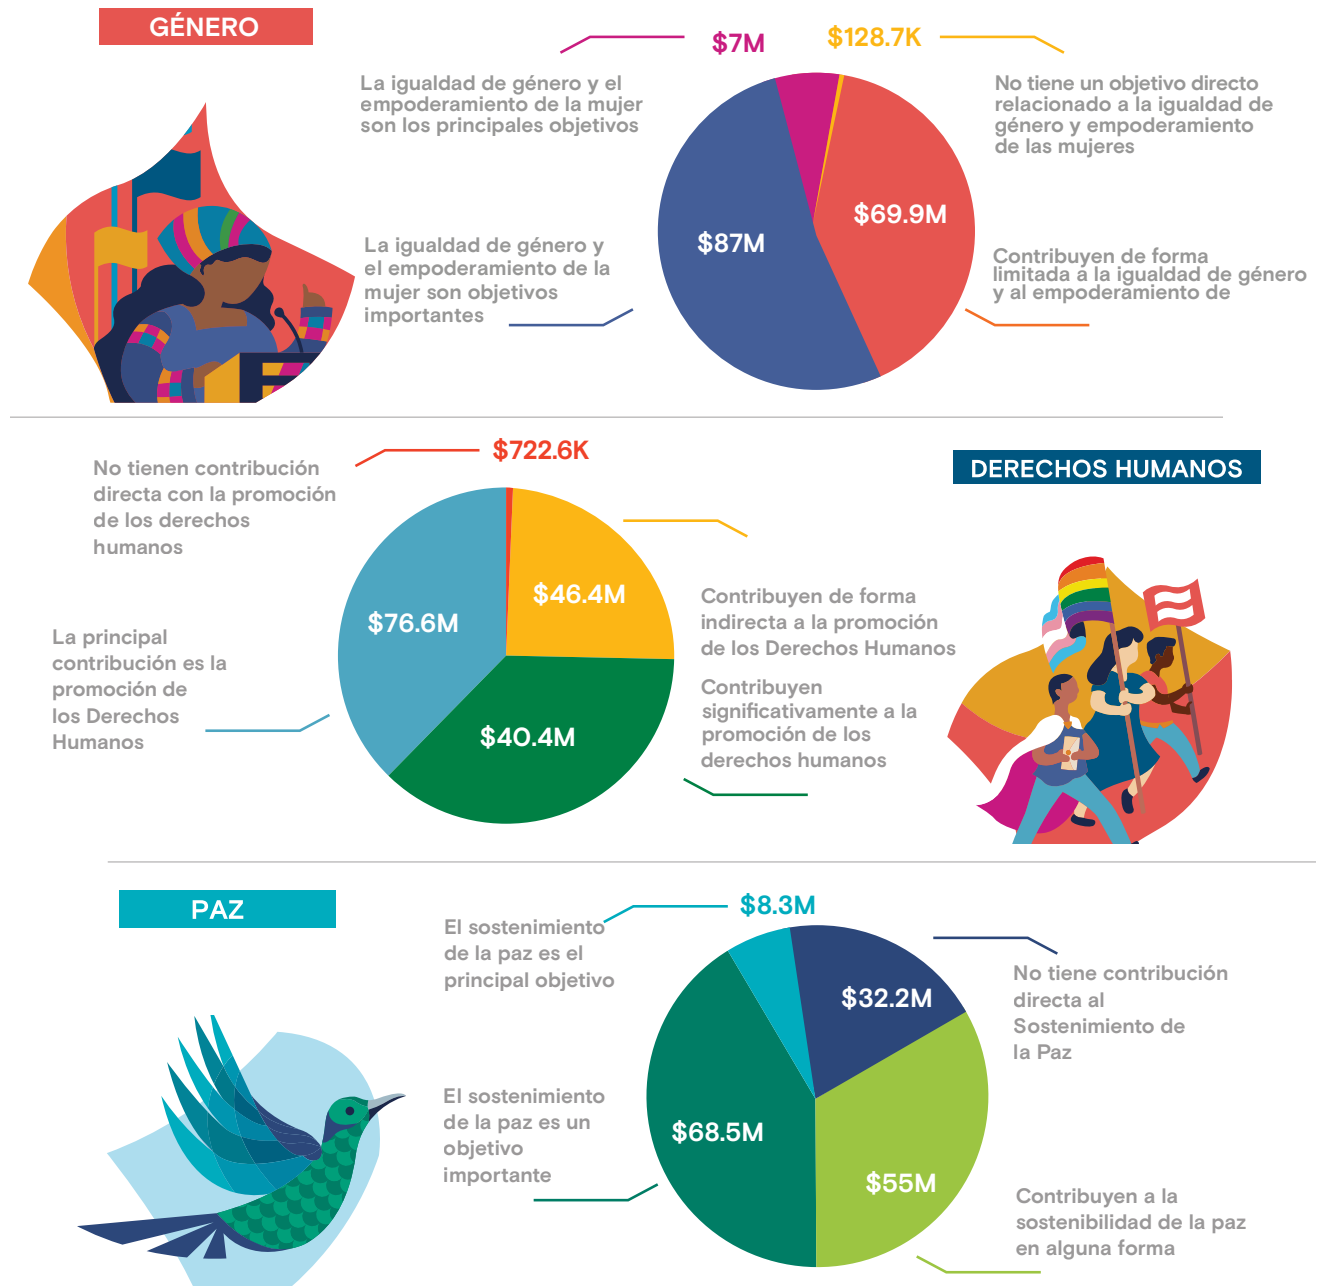 GÉNERO
$7M
$128.7K
La igualdad de género y el
empoderamiento de la mujer
son los principales objetivos
No tiene un objetivo directo
relacionado a la igualdad de
género y empoderamiento
de las mujeres
$69.9M
$87M
La igualdad de género y
el empoderamiento de la
mujer son objetivos
importantes
Contribuyen de forma
limitada a la igualdad de género
y al empoderamiento de
$722.6K
DERECHOS HUMANOS
No tienen contribución
directa con la promoción
de los derechos
humanos
$46.4M
$76.6M
Contribuyen de forma
indirecta a la promoción
de los Derechos Humanos
La principal
contribución es la
promoción de
los Derechos
Humanos
Contribuyen
significativamente a la
promoción de los
derechos humanos
$40.4M
PAZ
$8.3M
El sostenimiento
de la paz es el
principal objetivo
No tiene contribución
directa al
Sostenimiento de
la Paz
$32.2M
El sostenimiento
de la paz es un
objetivo
importante
$68.5M
$55M
Contribuyen a la
sostenibilidad de la paz
en alguna forma